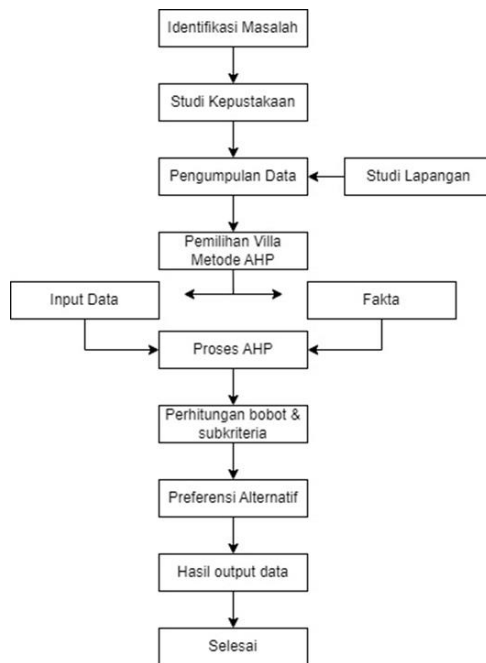 Identifikasi Masalah
Studi Kepustakaan
Pengumpulan Data
Studi Lapangan
Pemilihan Villa
Metode AHP
Input Data
Fakta
Proses AHP
Perhitungan bobot &
subkriteria
Preferensi Alternatif
Hasil output data
Selesai